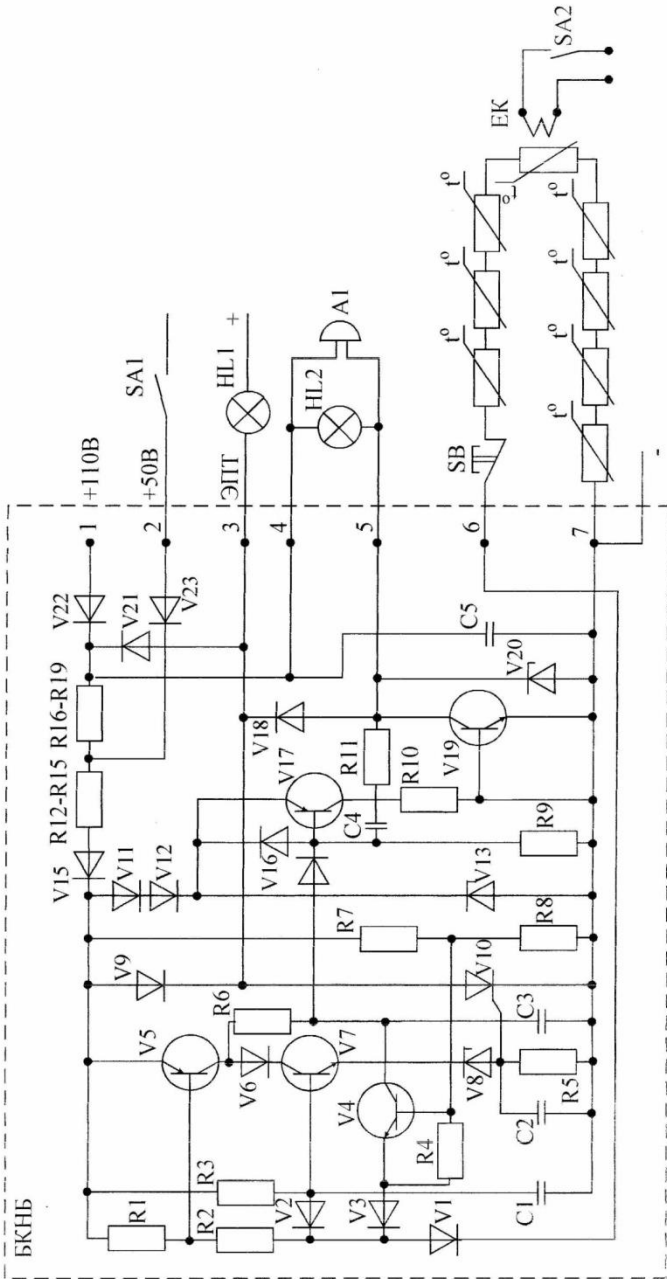 БКНБ
R1
R2
R3
V2
V3
V1
C1
V5
V6
R6
V7
V4
R4
V8
C2
R5
V9
V10
C3
R7
R8
V15
V11
V12
V13
R12-R15
R16-R19
V16
V17
C4
R9
R11
R10
V18
V19
V20
C5
V22
V21
V23
1
+110В
2
+50В
SA1
3
ЭПТ
HL1
+
4
HL2
A1
5
6
SB
7
-
t°
t°
t°
t°
t°
t°
t°
t°
EK
SA2